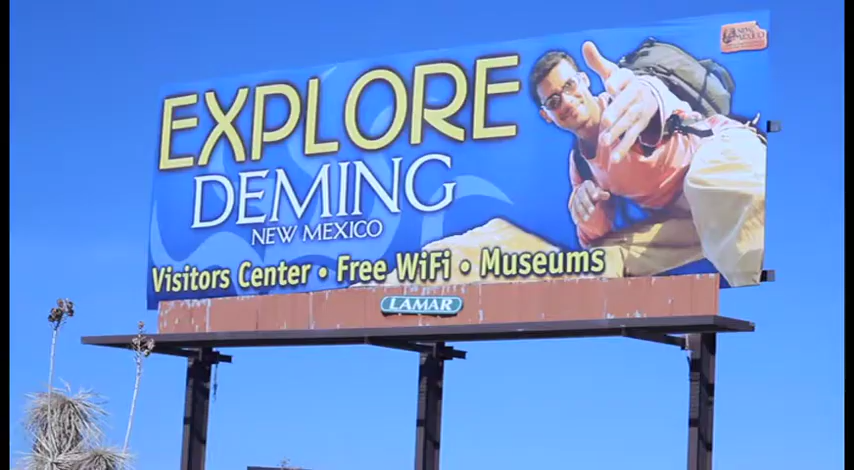 EXPLORE
DEMING
NEW MEXICO
Visitors Center • Free WiFi • Museums
LAMAR